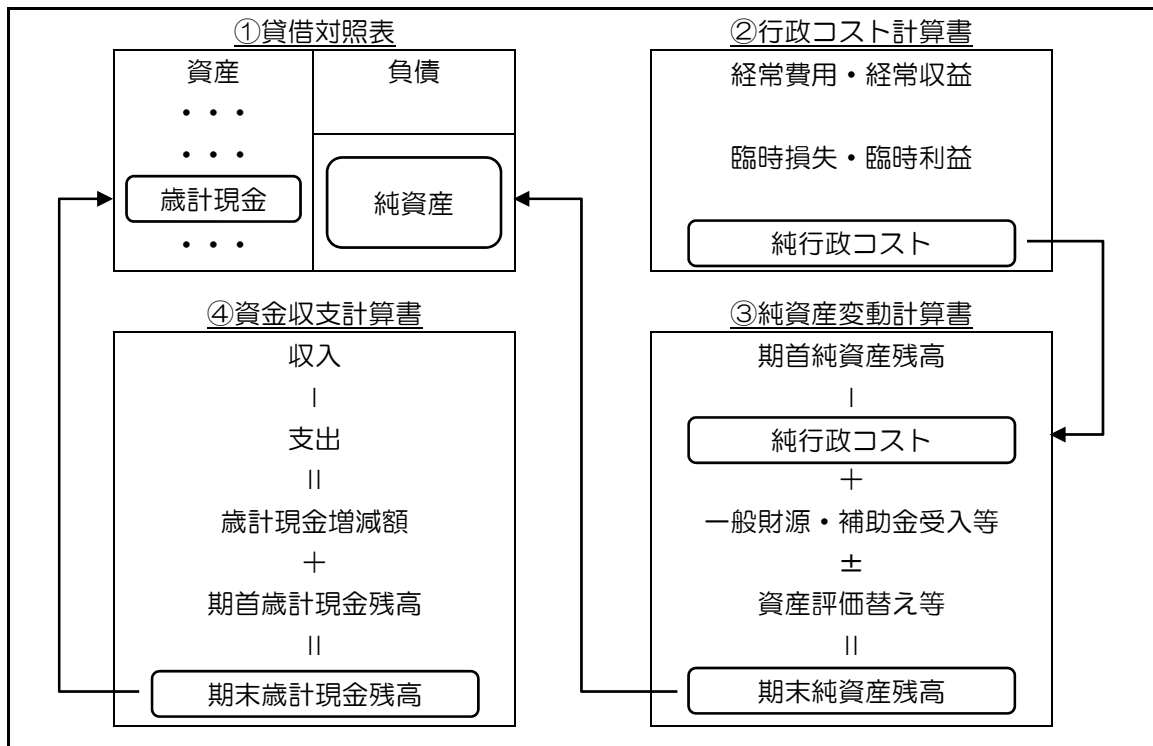 ①貸借対照表
資産
負債
・・・
・・・
歳計現金
純資産
・・・
②行政コスト計算書
経常費用・経常収益
臨時損失・臨時利益
純行政コスト
④資金収支計算書
収入
－
支出
＝
歳計現金増減額
＋
期首歳計現金残高
＝
期末歳計現金残高
③純資産変動計算書
期首純資産残高
－
純行政コスト
＋
一般財源・補助金受入等
±
資産評価替え等
＝
期末純資産残高